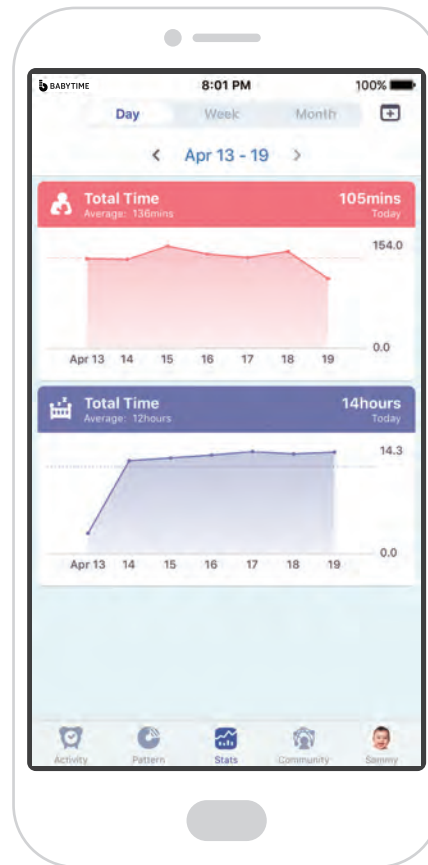 BABYTIME 8:01 PM 100%
Day Week Month
< Apr 13 - 19 >
Total Time 105mins
Average: 136mins Today
154.0
0.0
Apr 13 14 15 16 17 18 19
Total Time 14hours
Average: 12hours Today
14.3
0.0
Apr 13 14 15 16 17 18 19
Activity Pattern Stats Community Sammy